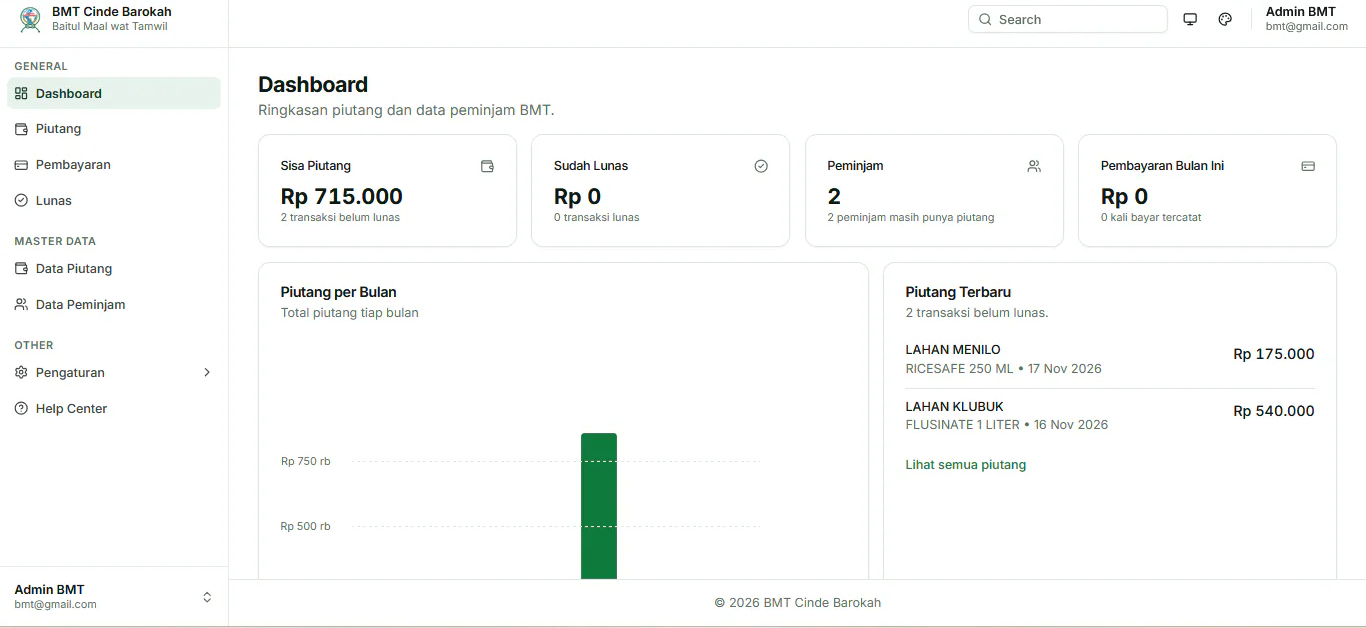 BMT Cinde Barokah
Baitul Maal wat Tamwil
Search
Admin BMT
bmt@gmail.com
GENERAL
Dashboard
Piutang
Pembayaran
Lunas
MASTER DATA
Data Piutang
Data Peminjam
OTHER
Pengaturan
Help Center
Admin BMT
bmt@gmail.com
Dashboard
Ringkasan piutang dan data peminjam BMT.
Sisa Piutang
Rp 715.000
2 transaksi belum lunas
Sudah Lunas
Rp 0
0 transaksi lunas
Peminjam
2
2 peminjam masih punya piutang
Pembayaran Bulan Ini
Rp 0
0 kali bayar tercatat
Piutang per Bulan
Total piutang tiap bulan
Rp 750 rb
Rp 500 rb
Piutang Terbaru
2 transaksi belum lunas.
LAHAN MENILO
RICESAFE 250 ML • 17 Nov 2026
Rp 175.000
LAHAN KLUBUK
FLUSINATE 1 LITER • 16 Nov 2026
Rp 540.000
Lihat semua piutang
© 2026 BMT Cinde Barokah